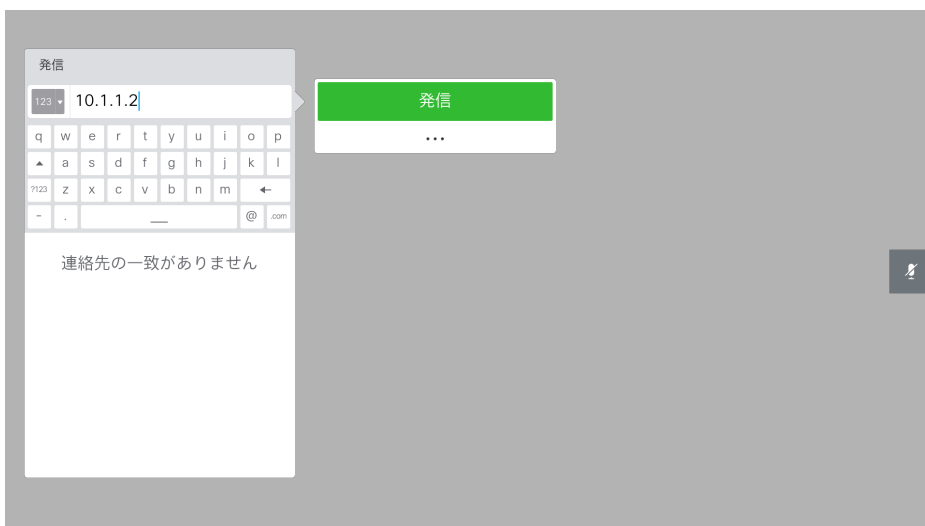 発信
123 10.1.1.2
発信
...
q w e r t y u i o p
a s d f g h j k l
?123 z x c v b n m
- . @ .com
連絡先の一致がありません